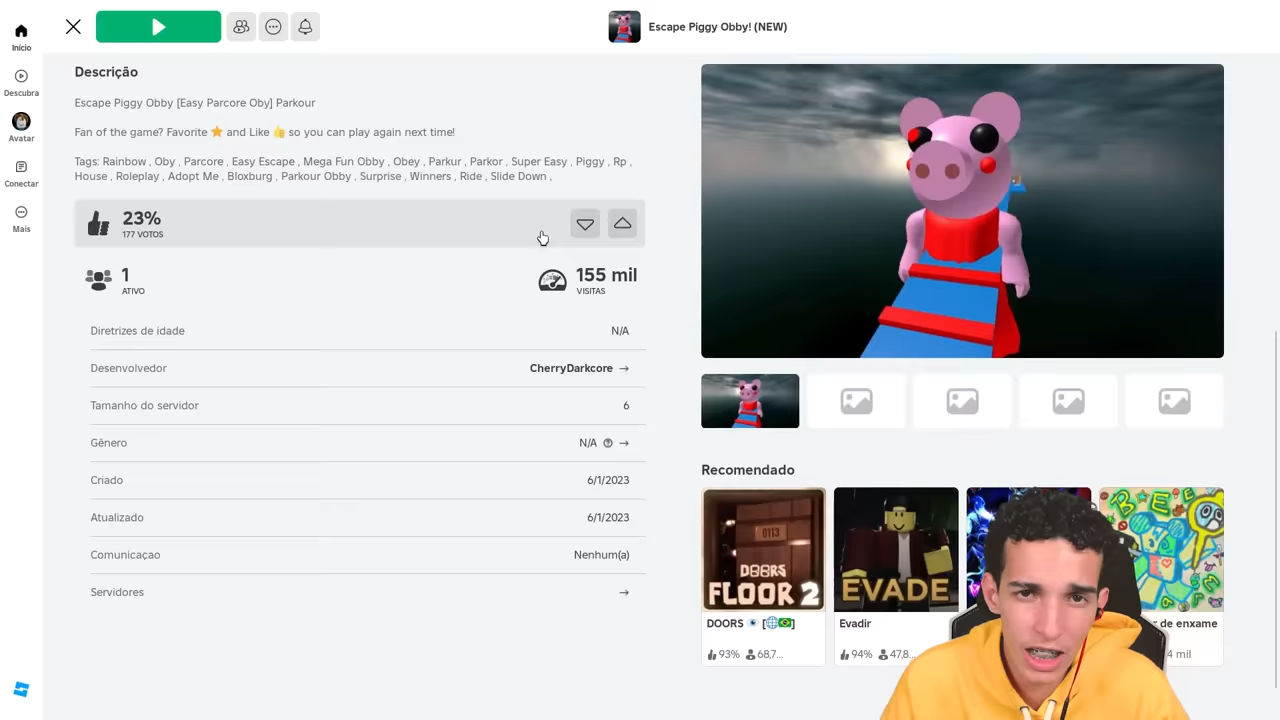 Início
Descubra
Avatar
Conectar
Mais
Escape Piggy Obby! (NEW)
Descrição
Escape Piggy Obby [Easy Parcore Oby] Parkour
Fan of the game? Favorite ⭐ and Like 👍 so you can play again next time!
Tags: Rainbow , Oby , Parcore , Easy Escape , Mega Fun Obby , Obey , Parkur , Parkor , Super Easy , Piggy , Rp ,
House , Roleplay , Adopt Me , Bloxburg , Parkour Obby , Surprise , Winners , Ride , Slide Down ,
23%
177 VOTOS
1
ATIVO
155 mil
VISITAS
Diretrizes de idade N/A
Desenvolvedor CherryDarkcore →
Tamanho do servidor 6
Gênero N/A →
Criado 6/1/2023
Atualizado 6/1/2023
Comunicaçao Nenhum(a)
Servidores →
Recomendado
0113
DOORS
FLOOR 2
EVADE
BEE
DOORS 👁️ [🌐🇧🇷]
Evadir
de enxame
93% 68,7...
94% 47,8...
mil